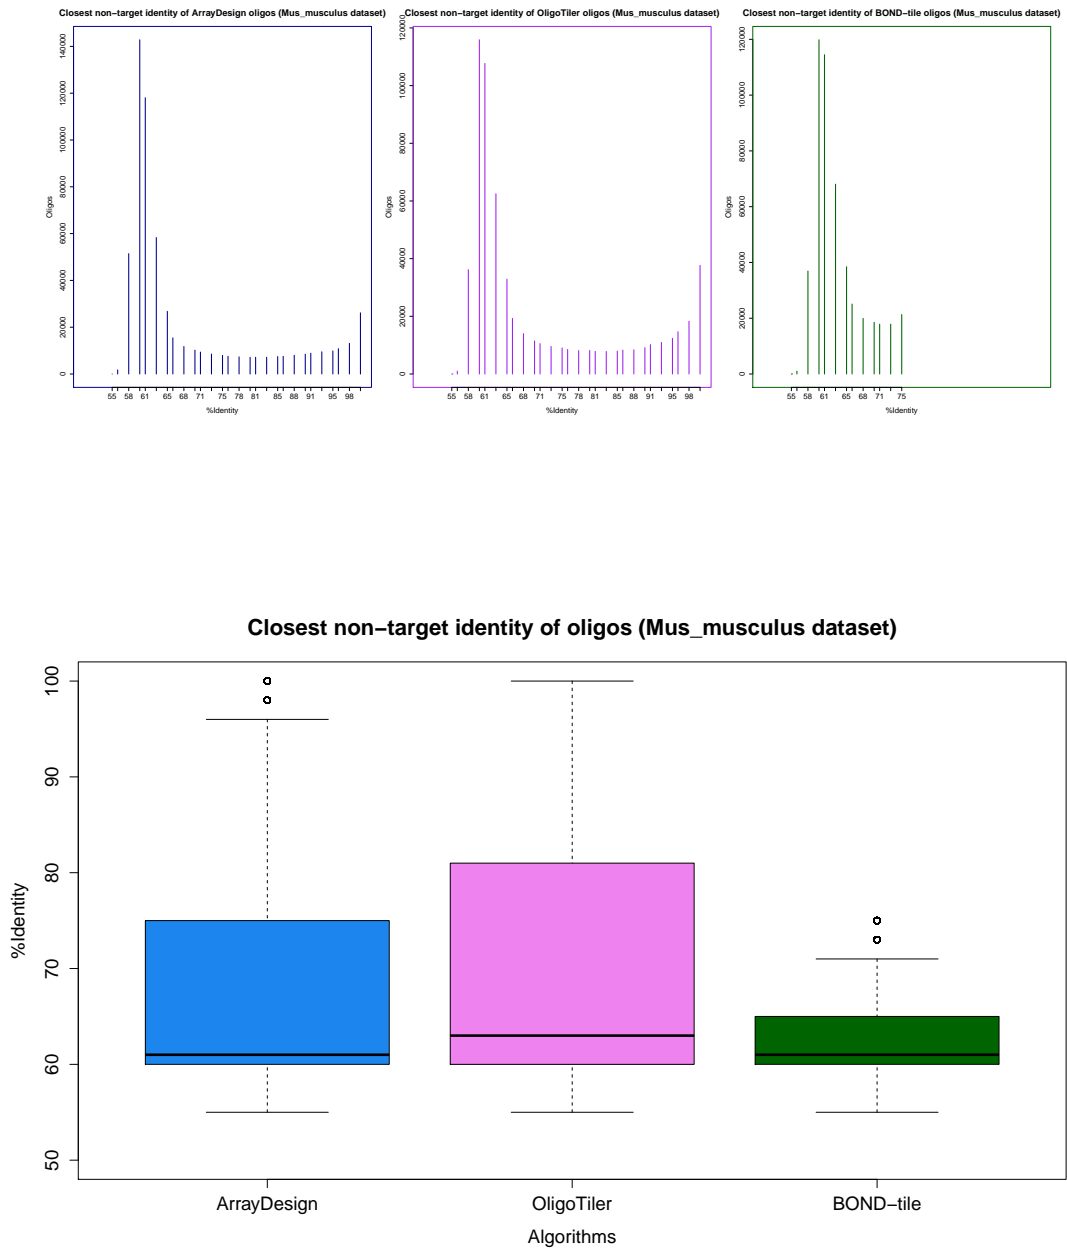 Closest non−target identity of ArrayDesign oligos (Mus_musculus dataset)
Oligos
0
20000
40000
60000
80000
100000
120000
140000
55 58 61 65 68 71 75 78 81 85 88 91 95 98
%Identity
Closest non−target identity of OligoTiler oligos (Mus_musculus dataset)
Oligos
0
20000
40000
60000
80000
100000
120000
55 58 61 65 68 71 75 78 81 85 88 91 95 98
%Identity
Closest non−target identity of BOND−tile oligos (Mus_musculus dataset)
Oligos
0
20000
40000
60000
80000
100000
120000
55 58 61 65 68 71 75
%Identity
Closest non−target identity of oligos (Mus_musculus dataset)
%Identity
100
90
80
70
60
50
ArrayDesign OligoTiler BOND−tile
Algorithms